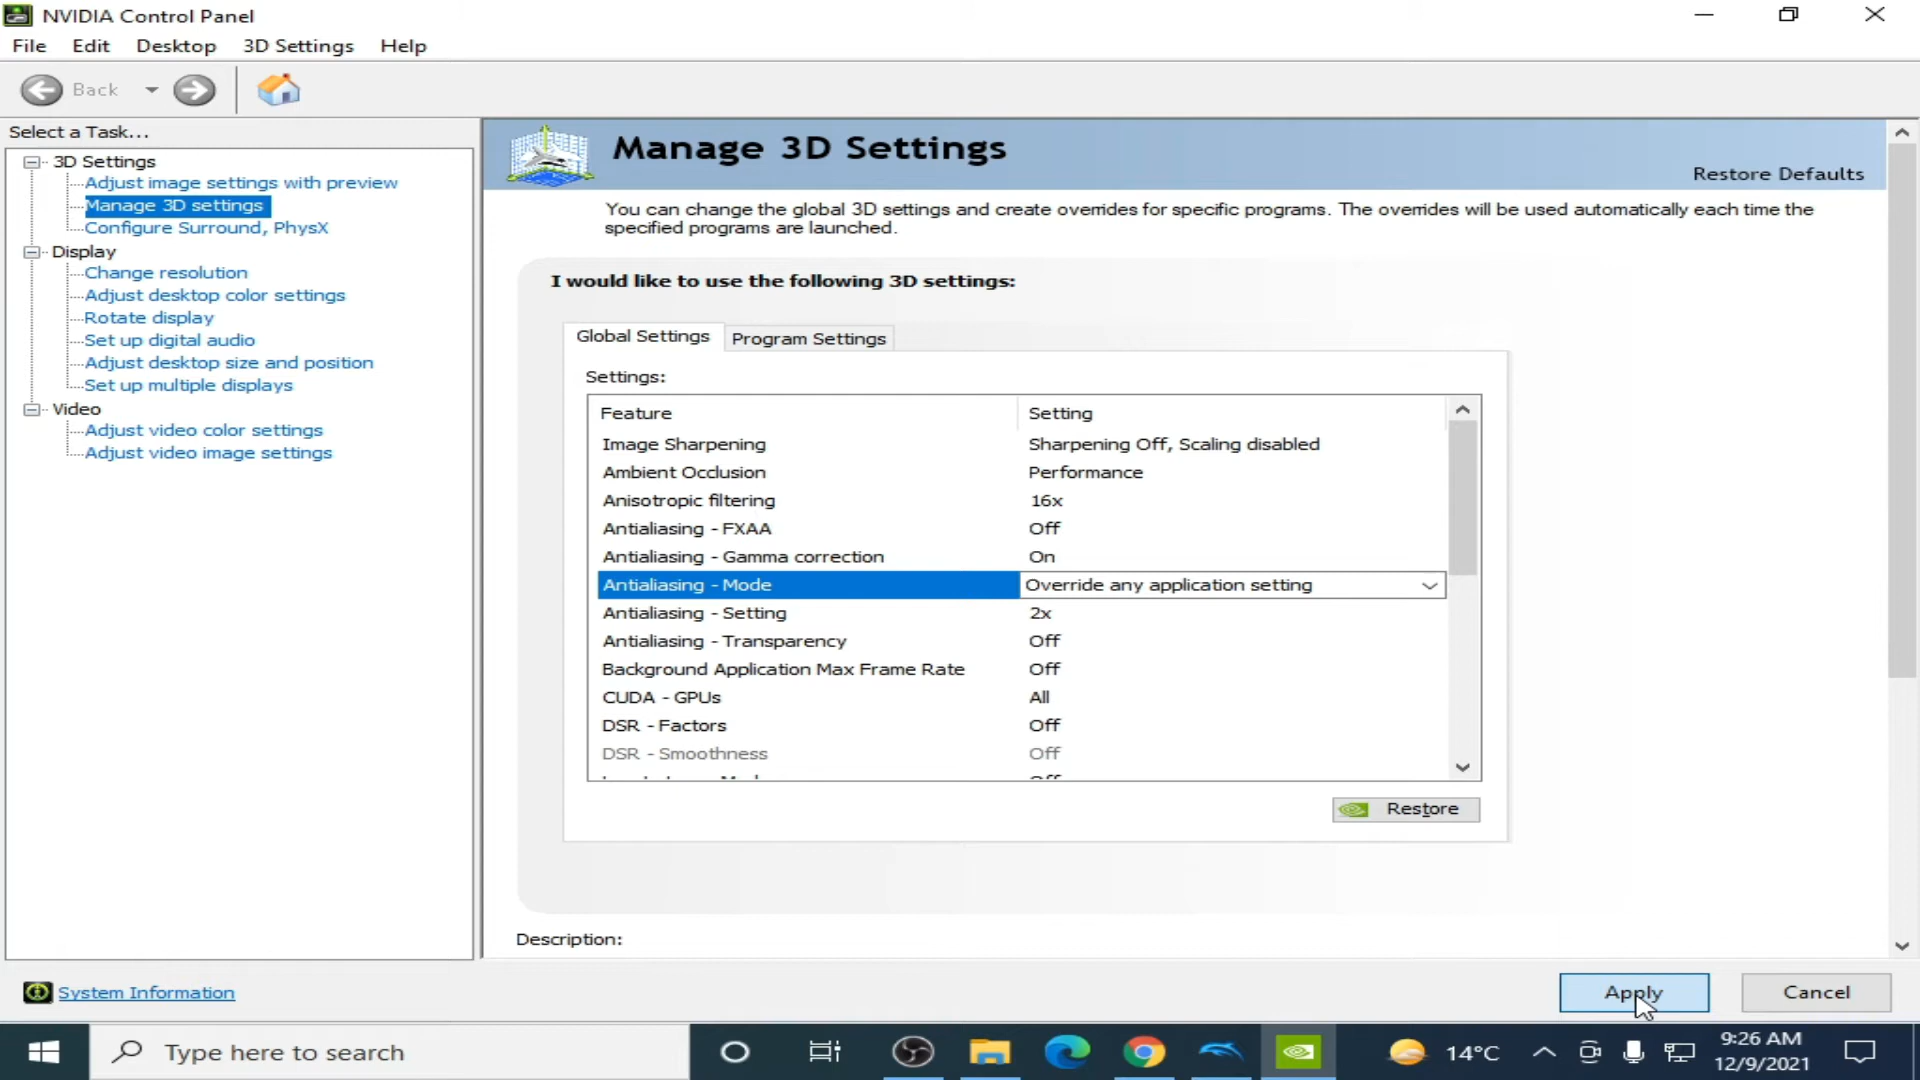 NVIDIA Control Panel
File Edit Desktop 3D Settings Help
Back
Select a Task...
3D Settings
Adjust image settings with preview
Manage 3D settings
Configure Surround, PhysX
Display
Change resolution
Adjust desktop color settings
Rotate display
Set up digital audio
Adjust desktop size and position
Set up multiple displays
Video
Adjust video color settings
Adjust video image settings
Manage 3D Settings
Restore Defaults
You can change the global 3D settings and create overrides for specific programs. The overrides will be used automatically each time the
specified programs are launched.
I would like to use the following 3D settings:
Global Settings Program Settings
Settings:
Feature Setting
Image Sharpening Sharpening Off, Scaling disabled
Ambient Occlusion Performance
Anisotropic filtering 16x
Antialiasing - FXAA Off
Antialiasing - Gamma correction On
Antialiasing - Mode Override any application setting
Antialiasing - Setting 2x
Antialiasing - Transparency Off
Background Application Max Frame Rate Off
CUDA - GPUs All
DSR - Factors Off
DSR - Smoothness Off
Restore
Description:
System Information
Apply Cancel
Type here to search
14°C
9:26 AM
12/9/2021